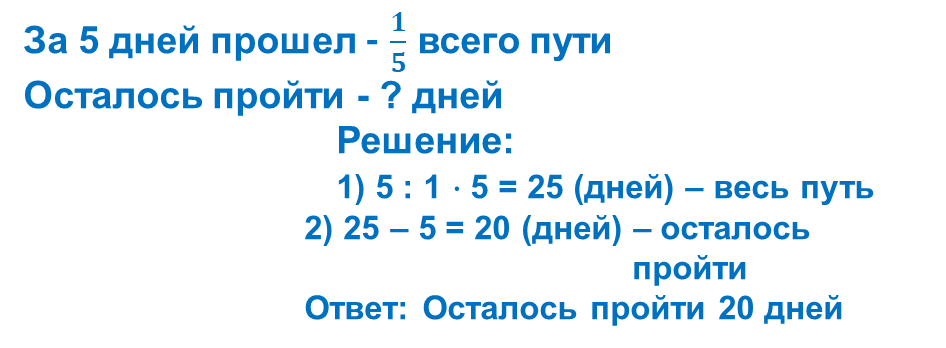 За 5 дней прошел - 1/5 всего пути
Осталось пройти - ? дней
Решение:
1) 5 : 1 · 5 = 25 (дней) – весь путь
2) 25 – 5 = 20 (дней) – осталось
пройти
Ответ: Осталось пройти 20 дней